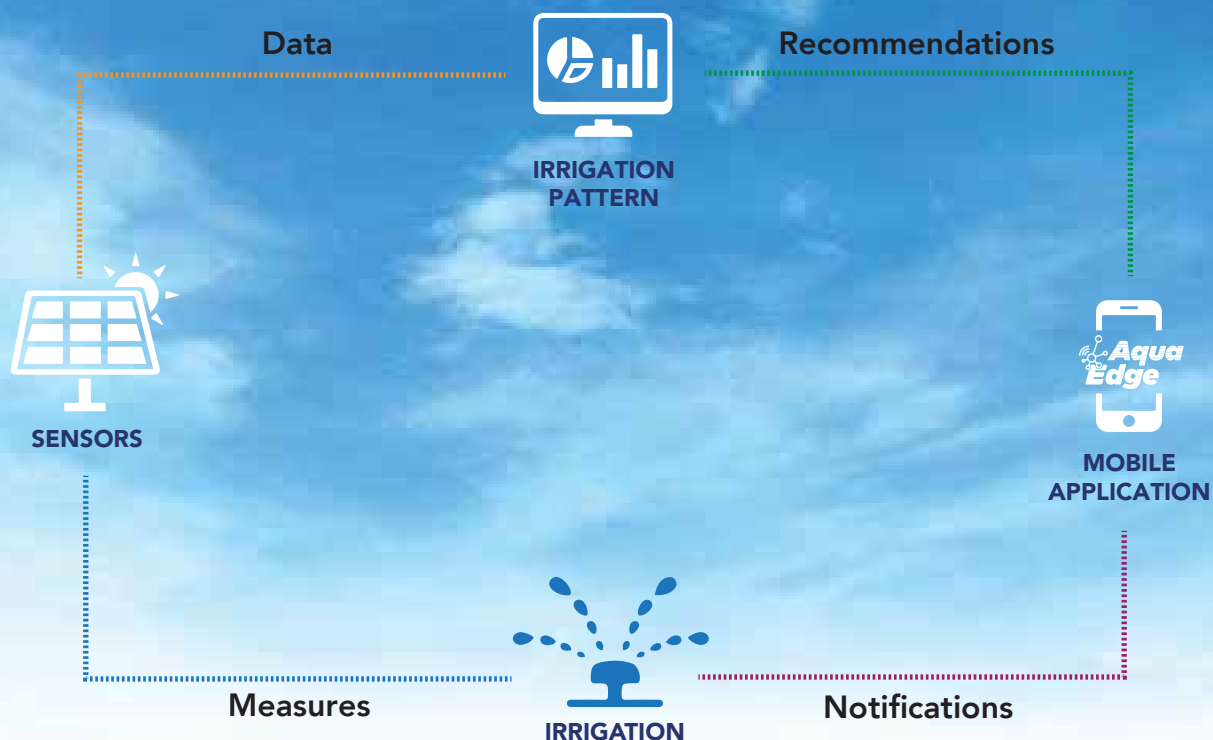 Data
Recommendations
IRRIGATION
PATTERN
Aqua
Edge
SENSORS
MOBILE
APPLICATION
Measures
Notifications
IRRIGATION